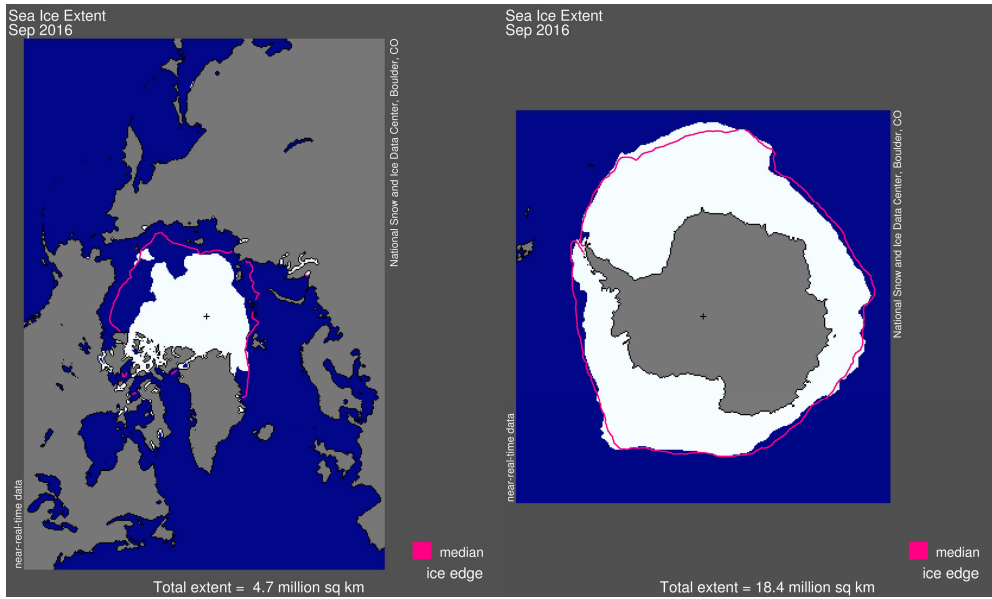 Sea Ice Extent
Sep 2016
National Snow and Ice Data Center, Boulder, CO
near-real-time data
median
ice edge
Total extent = 4.7 million sq km
Sea Ice Extent
Sep 2016
National Snow and Ice Data Center, Boulder, CO
near-real-time data
median
ice edge
Total extent = 18.4 million sq km